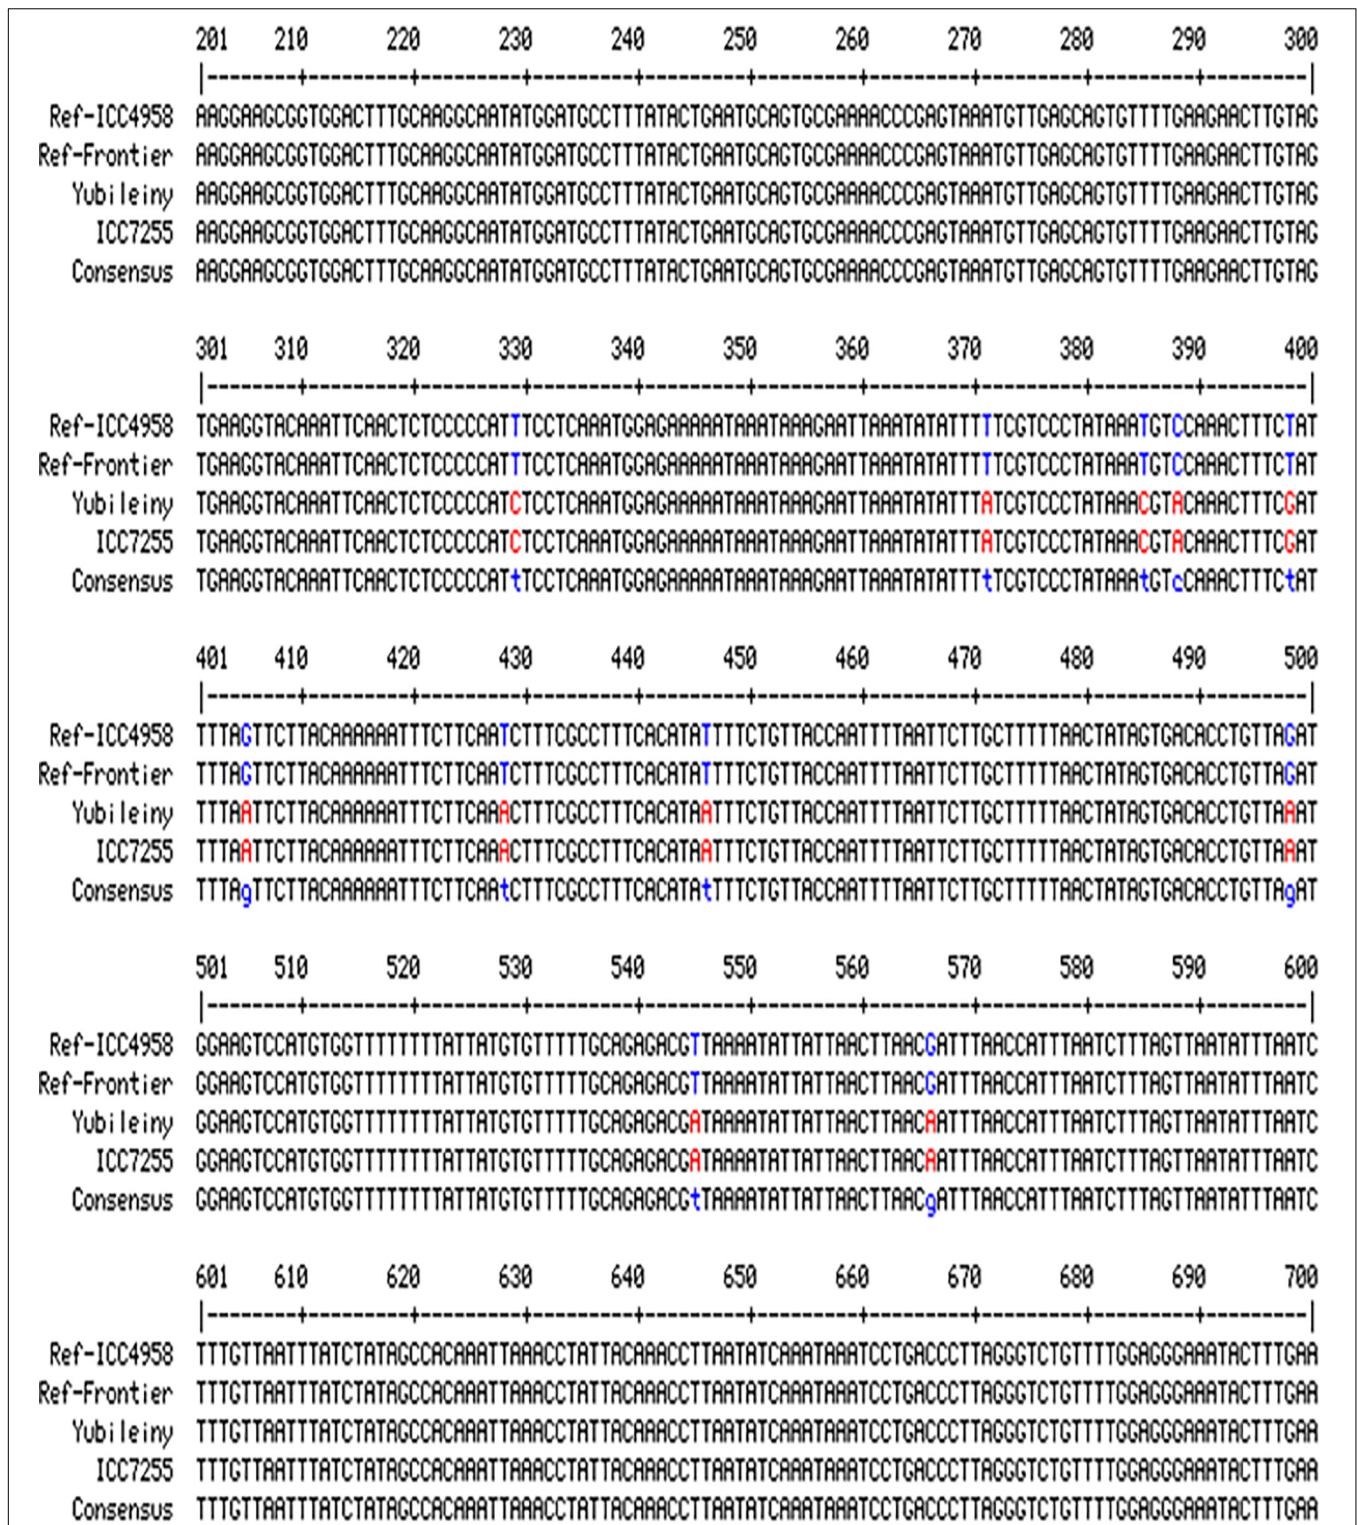 201 210 220 230 240 250 260 270 280 290 300
|--------+---------+---------+---------+---------+---------+---------+---------+---------+---------|
Ref-ICC4958 AAGGAAGCGGTGGACTTTGCAAGGCAATATGGATGCCTTTATACTGAATGCAGTGCGAAAACCCGAGTAAATGTTGAGCAGTGTTTTGAAGAACTTGTAG
Ref-Frontier AAGGAAGCGGTGGACTTTGCAAGGCAATATGGATGCCTTTATACTGAATGCAGTGCGAAAACCCGAGTAAATGTTGAGCAGTGTTTTGAAGAACTTGTAG
Yubileiny AAGGAAGCGGTGGACTTTGCAAGGCAATATGGATGCCTTTATACTGAATGCAGTGCGAAAACCCGAGTAAATGTTGAGCAGTGTTTTGAAGAACTTGTAG
ICC7255 AAGGAAGCGGTGGACTTTGCAAGGCAATATGGATGCCTTTATACTGAATGCAGTGCGAAAACCCGAGTAAATGTTGAGCAGTGTTTTGAAGAACTTGTAG
Consensus AAGGAAGCGGTGGACTTTGCAAGGCAATATGGATGCCTTTATACTGAATGCAGTGCGAAAACCCGAGTAAATGTTGAGCAGTGTTTTGAAGAACTTGTAG
301 310 320 330 340 350 360 370 380 390 400
|--------+---------+---------+---------+---------+---------+---------+---------+---------+---------|
Ref-ICC4958 TGAAGGTACAAATTCAACTCTCCCCCATTTCCTCAAATGGAGAAAAATAAATAAAGAATTAAATATATTTTTCGTCCCTATAAATGTCCAAACTTTCTAT
Ref-Frontier TGAAGGTACAAATTCAACTCTCCCCCATTTCCTCAAATGGAGAAAAATAAATAAAGAATTAAATATATTTTTCGTCCCTATAAATGTCCAAACTTTCTAT
Yubileiny TGAAGGTACAAATTCAACTCTCCCCCATCTCCTCAAATGGAGAAAAATAAATAAAGAATTAAATATATTTATCGTCCCTATAAACGTACAAACTTTCGAT
ICC7255 TGAAGGTACAAATTCAACTCTCCCCCATCTCCTCAAATGGAGAAAAATAAATAAAGAATTAAATATATTTATCGTCCCTATAAACGTACAAACTTTCGAT
Consensus TGAAGGTACAAATTCAACTCTCCCCCATtTCCTCAAATGGAGAAAAATAAATAAAGAATTAAATATATTTtTCGTCCCTATAAAtGTcCAAACTTTCtAT
401 410 420 430 440 450 460 470 480 490 500
|--------+---------+---------+---------+---------+---------+---------+---------+---------+---------|
Ref-ICC4958 TTTAGTTCTTACAAAAAATTTCTTCAATCTTTCGCCTTTCACATATTTTCTGTTACCAATTTTAATTCTTGCTTTTTAACTATAGTGACACCTGTTAGAT
Ref-Frontier TTTAGTTCTTACAAAAAATTTCTTCAATCTTTCGCCTTTCACATATTTTCTGTTACCAATTTTAATTCTTGCTTTTTAACTATAGTGACACCTGTTAGAT
Yubileiny TTTAATTCTTACAAAAAATTTCTTCAAACTTTCGCCTTTCACATAATTTCTGTTACCAATTTTAATTCTTGCTTTTTAACTATAGTGACACCTGTTAAAT
ICC7255 TTTAATTCTTACAAAAAATTTCTTCAAACTTTCGCCTTTCACATAATTTCTGTTACCAATTTTAATTCTTGCTTTTTAACTATAGTGACACCTGTTAAAT
Consensus TTTAgTTCTTACAAAAAATTTCTTCAAtCTTTCGCCTTTCACATAtTTTCTGTTACCAATTTTAATTCTTGCTTTTTAACTATAGTGACACCTGTTAgAT
501 510 520 530 540 550 560 570 580 590 600
|--------+---------+---------+---------+---------+---------+---------+---------+---------+---------|
Ref-ICC4958 GGAAGTCCATGTGGTTTTTTTTATTATGTGTTTTTGCAGAGACGTTAAAATATTATTAACTTAACGATTTAACCATTTAATCTTTAGTTAATATTTAATC
Ref-Frontier GGAAGTCCATGTGGTTTTTTTTATTATGTGTTTTTGCAGAGACGTTAAAATATTATTAACTTAACGATTTAACCATTTAATCTTTAGTTAATATTTAATC
Yubileiny GGAAGTCCATGTGGTTTTTTTTATTATGTGTTTTTGCAGAGACGATAAAATATTATTAACTTAACAATTTAACCATTTAATCTTTAGTTAATATTTAATC
ICC7255 GGAAGTCCATGTGGTTTTTTTTATTATGTGTTTTTGCAGAGACGATAAAATATTATTAACTTAACAATTTAACCATTTAATCTTTAGTTAATATTTAATC
Consensus GGAAGTCCATGTGGTTTTTTTTATTATGTGTTTTTGCAGAGACGtTAAAATATTATTAACTTAACgATTTAACCATTTAATCTTTAGTTAATATTTAATC
601 610 620 630 640 650 660 670 680 690 700
|--------+---------+---------+---------+---------+---------+---------+---------+---------+---------|
Ref-ICC4958 TTTGTTAATTTATCTATAGCCACAAATTAAACCTATTACAAACCTTAATATCAAATAAATCCTGACCCTTAGGGTCTGTTTTGGAGGGAAATACTTTGAA
Ref-Frontier TTTGTTAATTTATCTATAGCCACAAATTAAACCTATTACAAACCTTAATATCAAATAAATCCTGACCCTTAGGGTCTGTTTTGGAGGGAAATACTTTGAA
Yubileiny TTTGTTAATTTATCTATAGCCACAAATTAAACCTATTACAAACCTTAATATCAAATAAATCCTGACCCTTAGGGTCTGTTTTGGAGGGAAATACTTTGAA
ICC7255 TTTGTTAATTTATCTATAGCCACAAATTAAACCTATTACAAACCTTAATATCAAATAAATCCTGACCCTTAGGGTCTGTTTTGGAGGGAAATACTTTGAA
Consensus TTTGTTAATTTATCTATAGCCACAAATTAAACCTATTACAAACCTTAATATCAAATAAATCCTGACCCTTAGGGTCTGTTTTGGAGGGAAATACTTTGAA